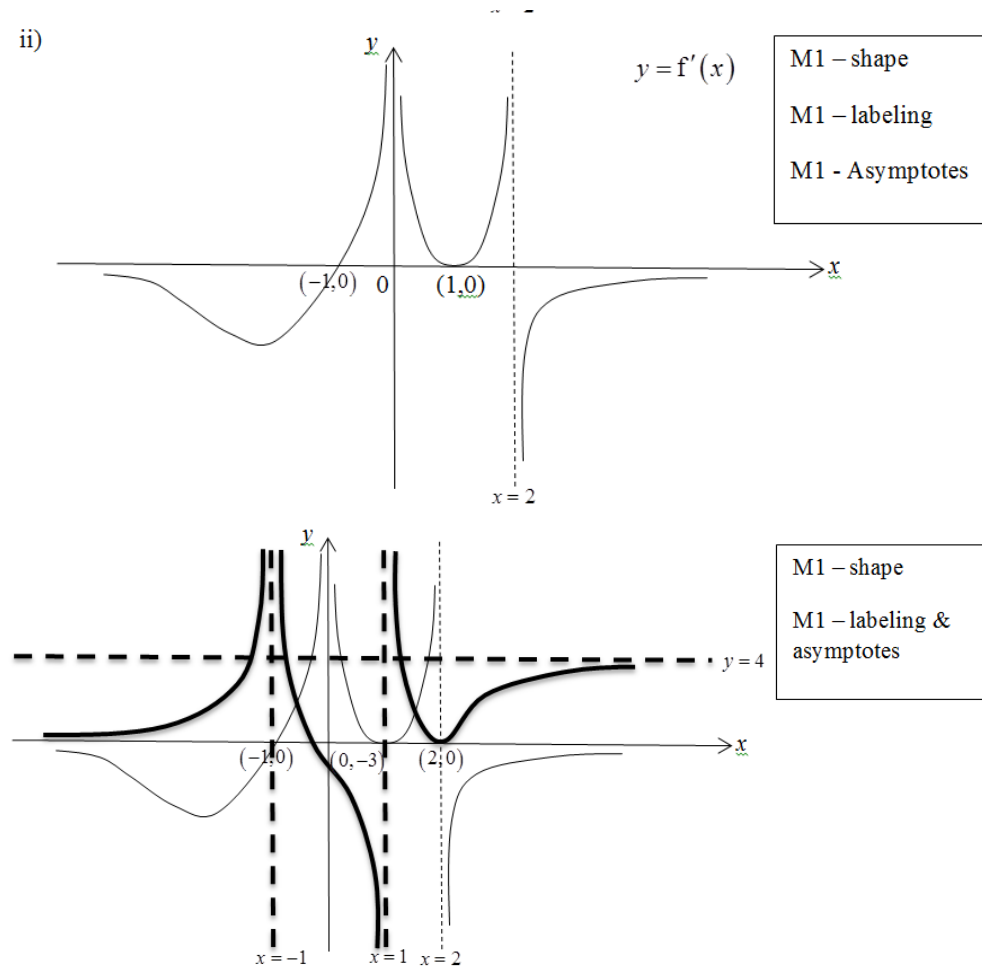 ii)
y
y = f′(x)
M1 – shape
M1 – labeling
M1 - Asymptotes
x
(−1,0)
0
(1,0)
x = 2
y
M1 – shape
M1 – labeling &
asymptotes
y = 4
x
(−1,0)
(0,−3)
(2,0)
x = −1
x = 1
x = 2